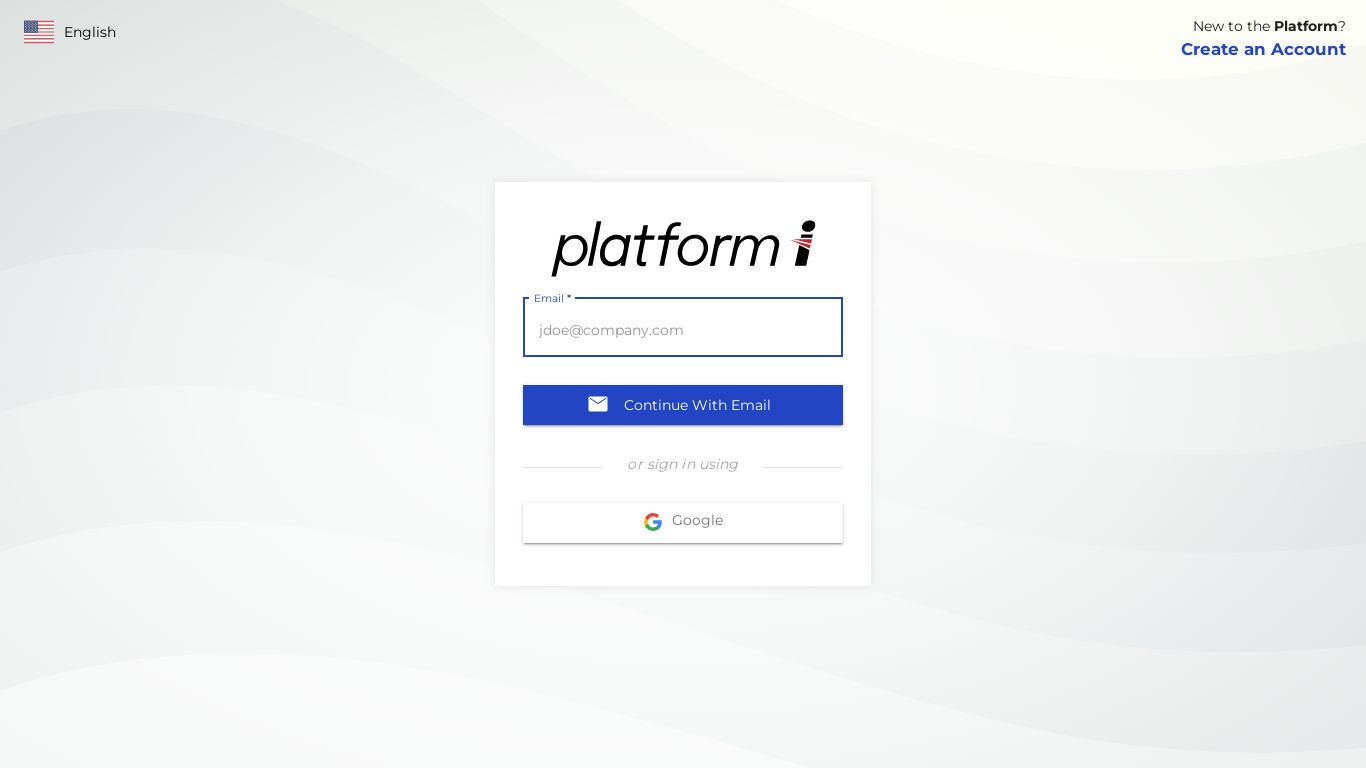 English
New to the Platform?
Create an Account
platform i
Email *
jdoe@company.com
Continue With Email
or sign in using
Google